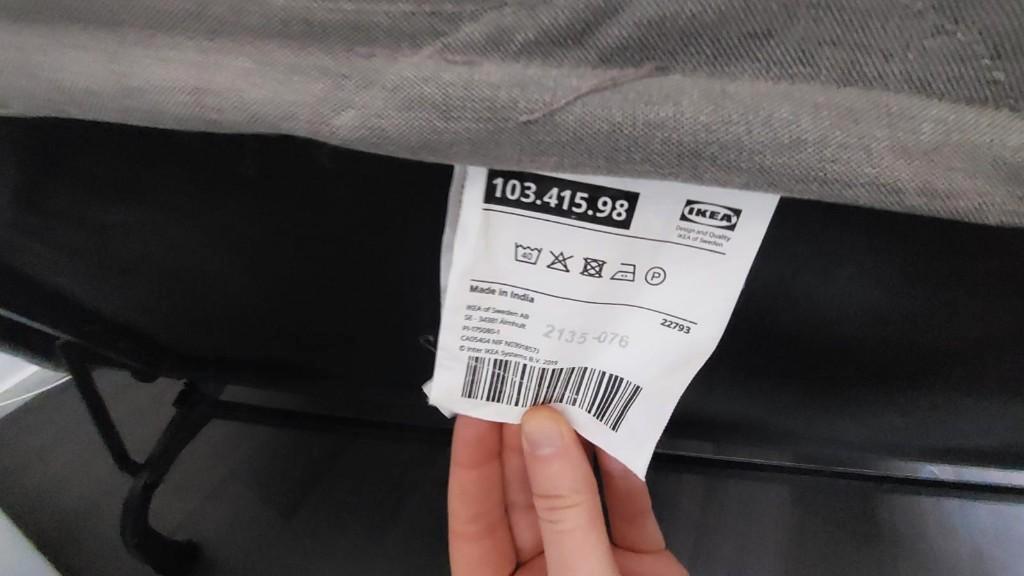 103.415.98
IKEA
Design and Quality
IKEA of Sweden
40
P
Made in India
22793
IKEA of Sweden AB
SE - 34381 Älmhult
2135-076
© Inter IKEA Systems B.V. 2019